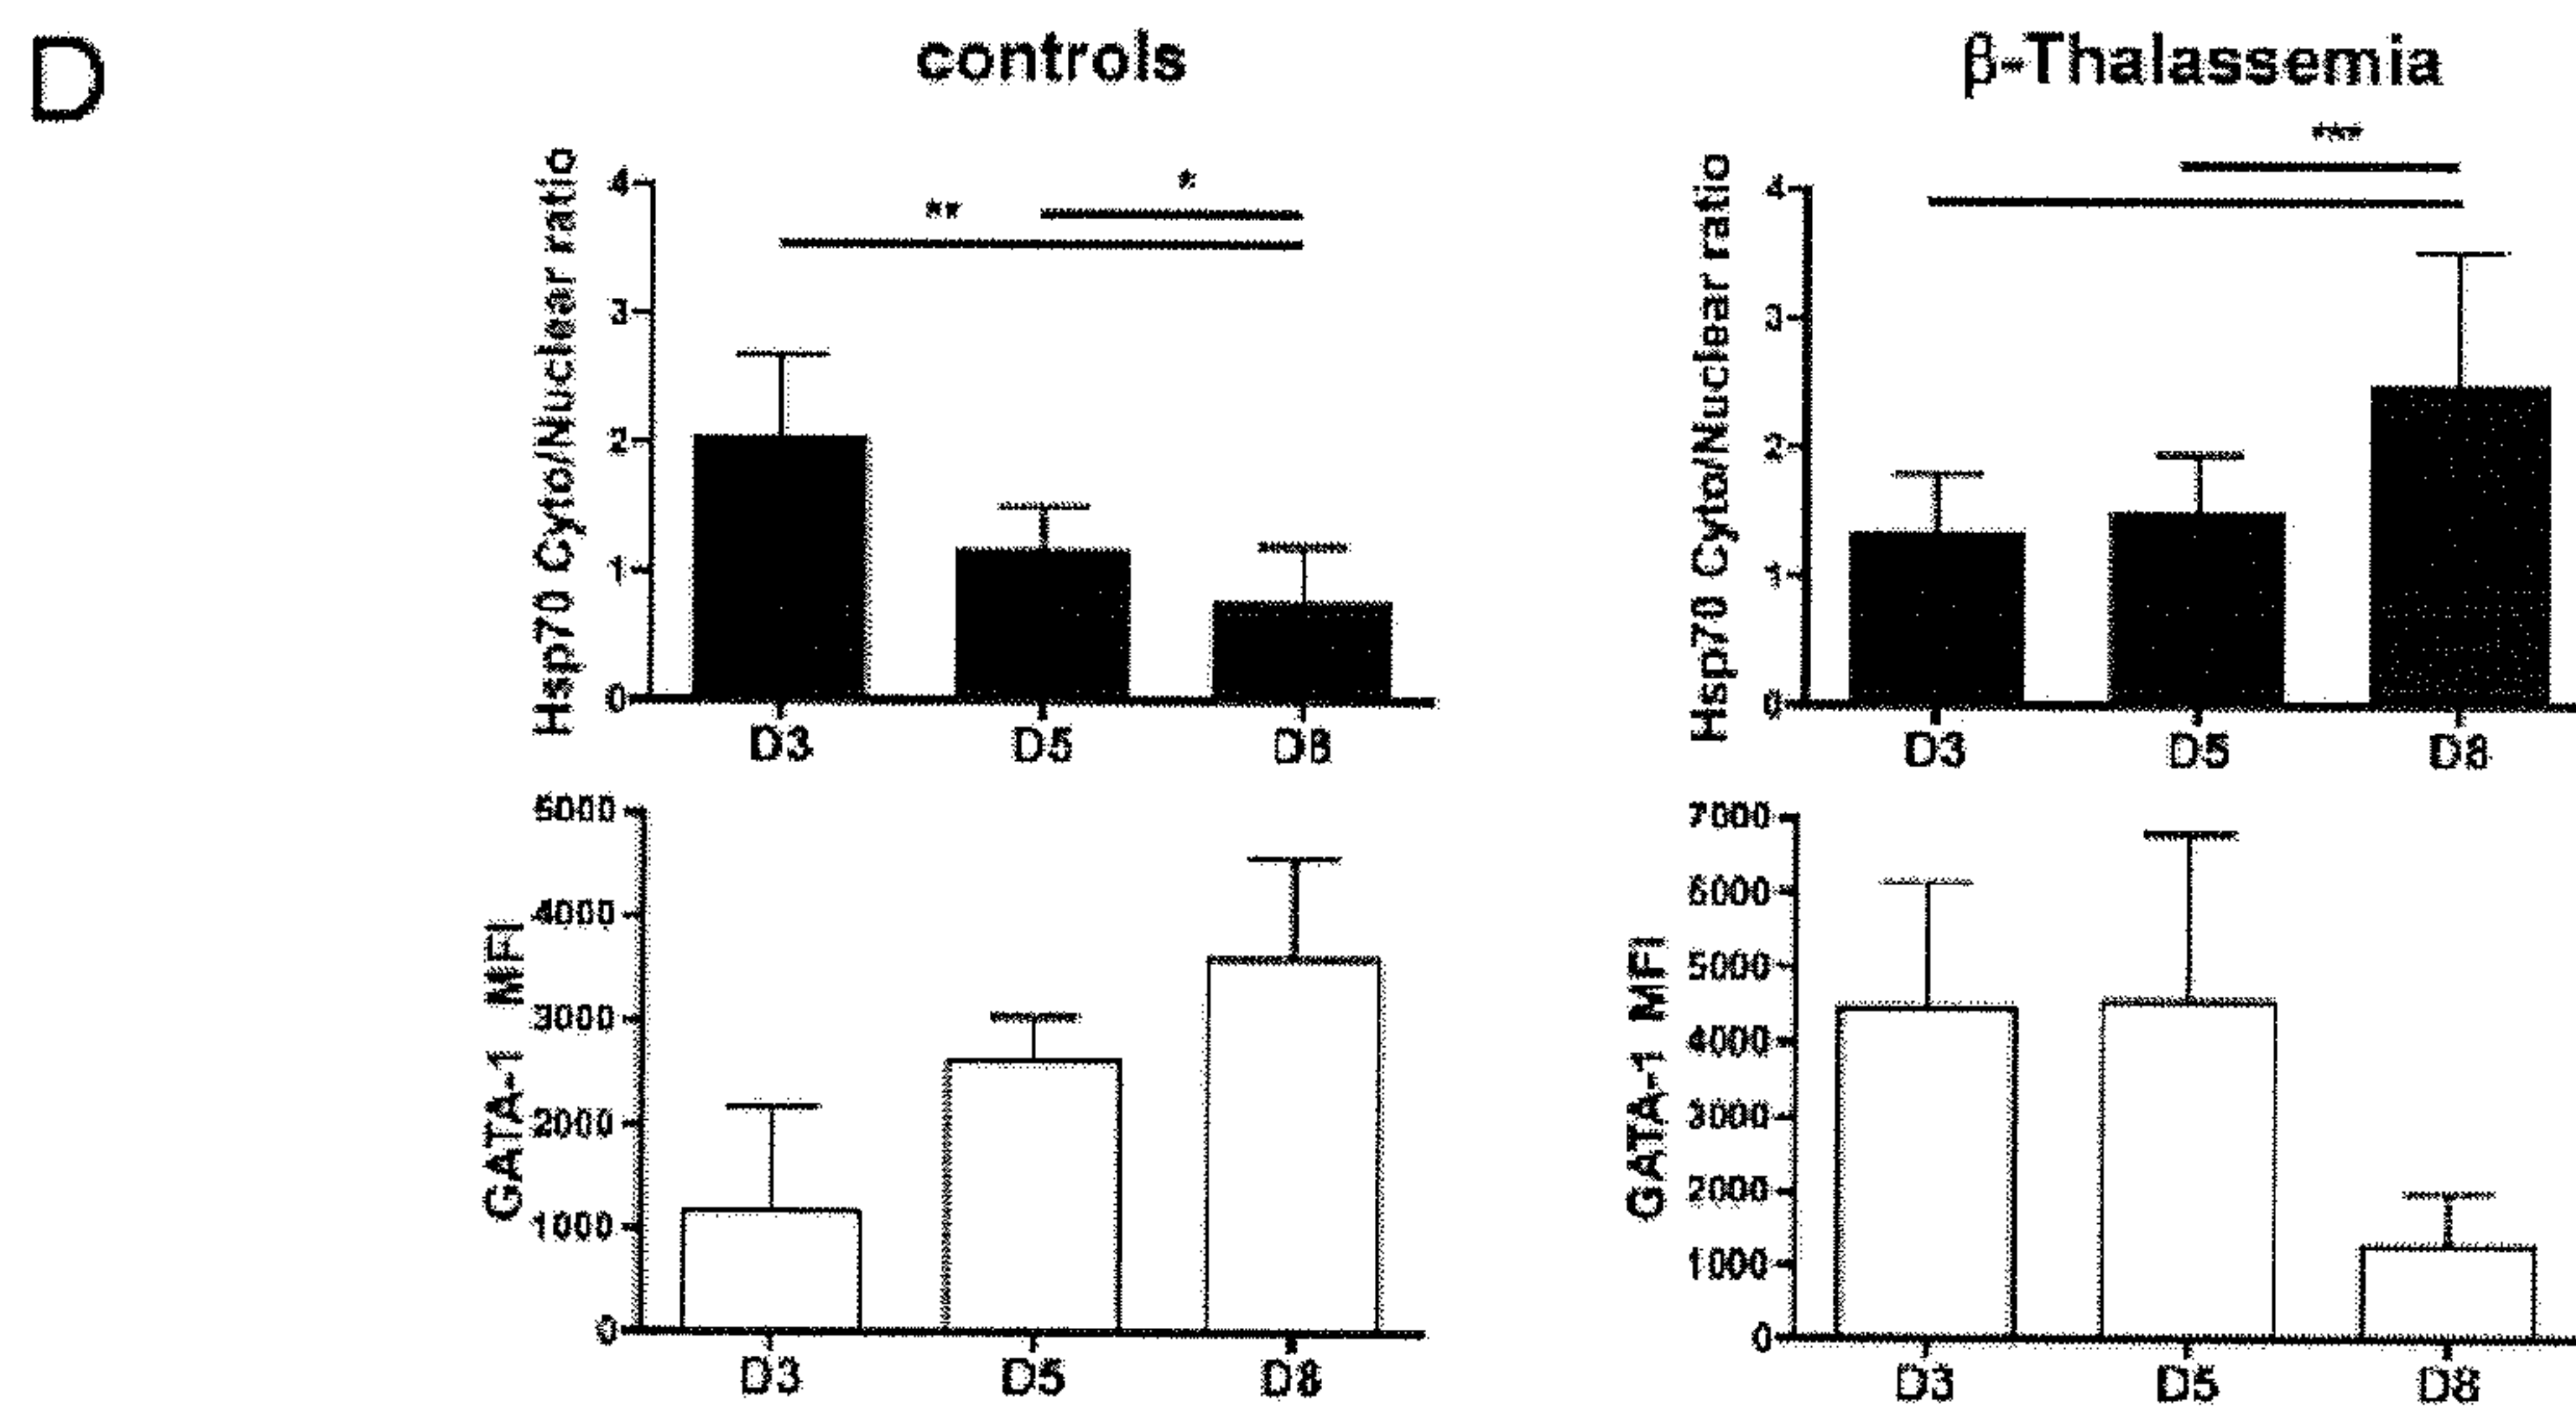 D
controls
β-Thalassemia
Hsp70 Cyto/Nuclear ratio
4
3
2
1
0
**
*
D3
D5
D8
Hsp70 Cyto/Nuclear ratio
4
3
2
1
0
***
D3
D5
D8
GATA-1 MFI
5000
4000
3000
2000
1000
0
D3
D5
D8
GATA-1 MFI
7000
6000
5000
4000
3000
2000
1000
0
D3
D5
D8